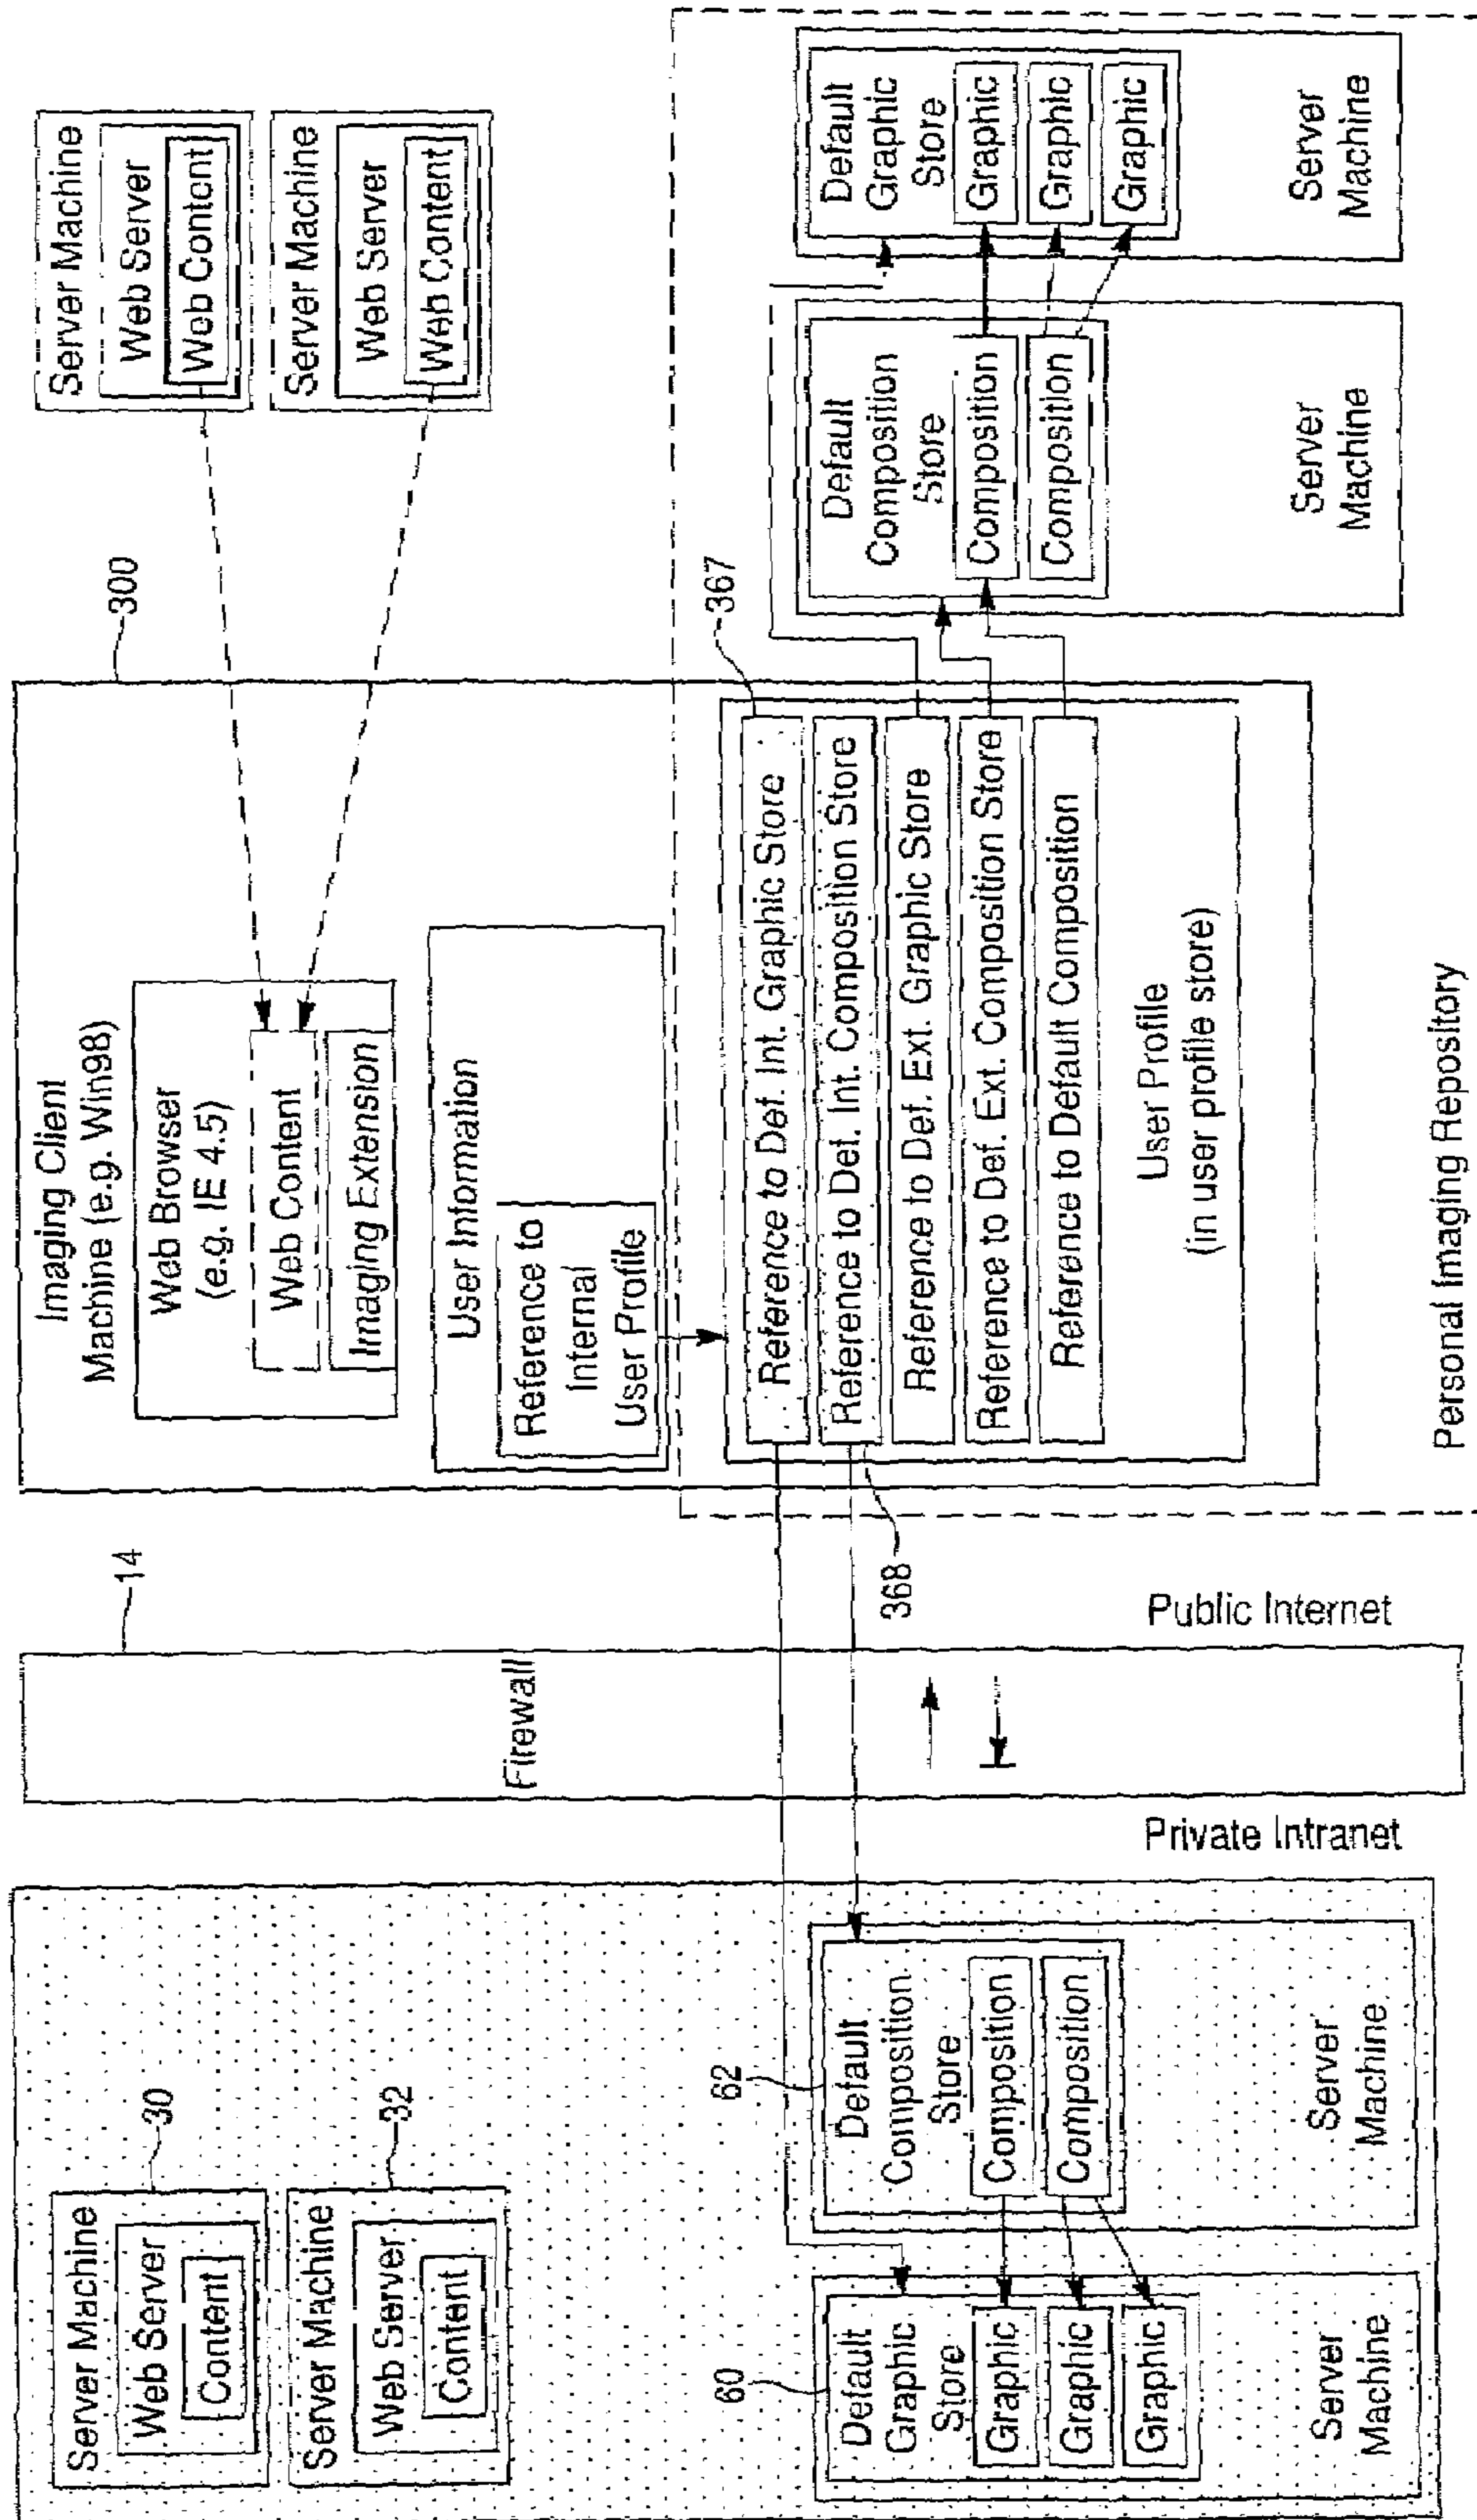 Server Machine
30
Web Server
Content
Server Machine
32
Web Server
Content
60
Default
Graphic
Store
Graphic
Graphic
Graphic
Server
Machine
62
Default
Composition
Store
Composition
Composition
Server
Machine
Private Intranet
14
Firewall
Public Internet
300
Imaging Client
Machine (e.g. Win98)
Web Browser
(e.g. IE 4.5)
Web Content
Imaging Extension
User Information
Reference to
Internal
User Profile
367
Reference to Def. Int. Graphic Store
Reference to Def. Int. Composition Store
368
Reference to Def. Ext. Graphic Store
Reference to Def. Ext. Composition Store
Reference to Default Composition
User Profile
(in user profile store)
Personal Imaging Repository
Server Machine
Web Server
Web Content
Server Machine
Web Server
Web Content
Default
Composition
Store
Composition
Composition
Server
Machine
Default
Graphic
Store
Graphic
Graphic
Graphic
Server
Machine